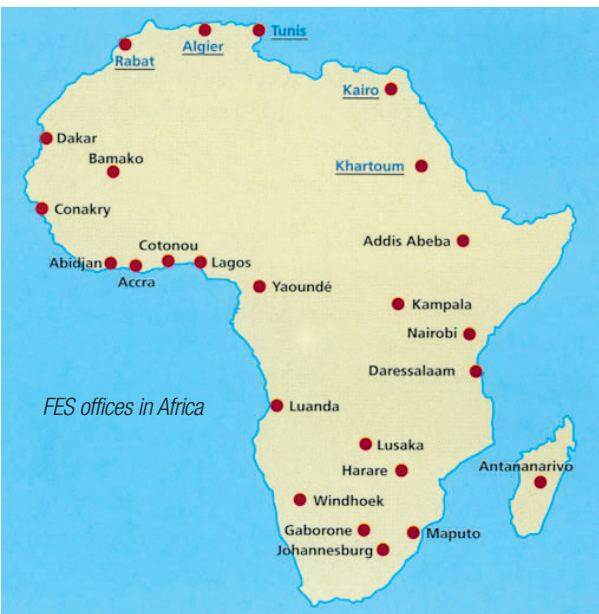 Tunis
Algier
Rabat
Kairo
Dakar
Bamako
Khartoum
Conakry
Addis Abeba
Cotonou
Abidjan
Lagos
Accra
Yaoundé
Kampala
Nairobi
Daressalaam
FES offices in Africa
Luanda
Lusaka
Harare
Antananarivo
Windhoek
Gaborone
Maputo
Johannesburg